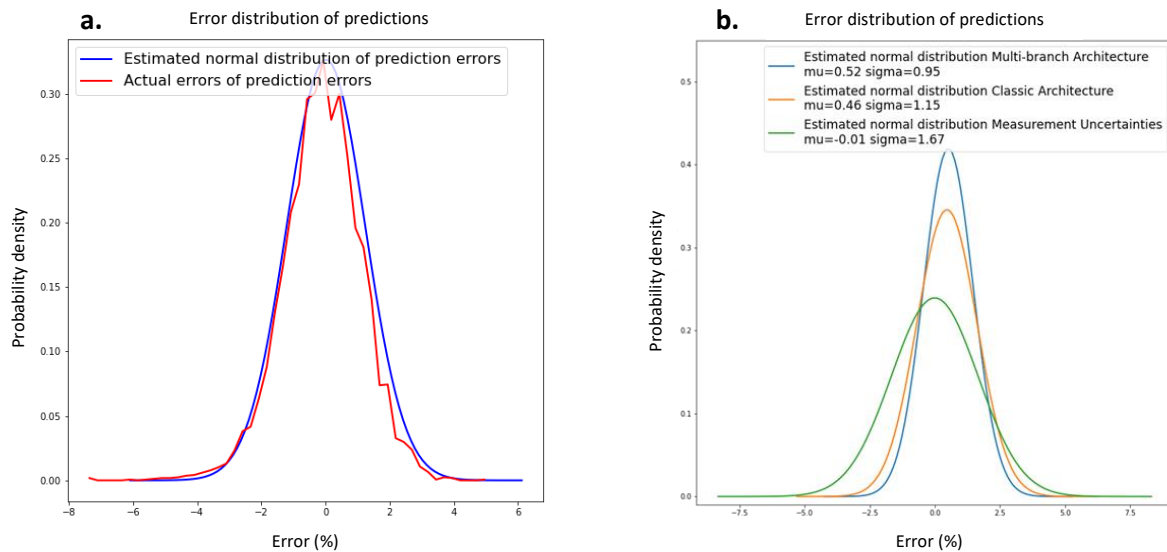 a.
Error distribution of predictions
Estimated normal distribution of prediction errors
Actual errors of prediction errors
Probability density
0.30
0.25
0.20
0.15
0.10
0.05
0.00
−8 −6 −4 −2 0 2 4 6
Error (%)
b.
Error distribution of predictions
Estimated normal distribution Multi-branch Architecture
mu=0.52 sigma=0.95
Estimated normal distribution Classic Architecture
mu=0.46 sigma=1.15
Estimated normal distribution Measurement Uncertainties
mu=-0.01 sigma=1.67
Probability density
0.5
0.4
0.3
0.2
0.1
0.0
−7.5 −5.0 −2.5 0.0 2.5 5.0 7.5
Error (%)